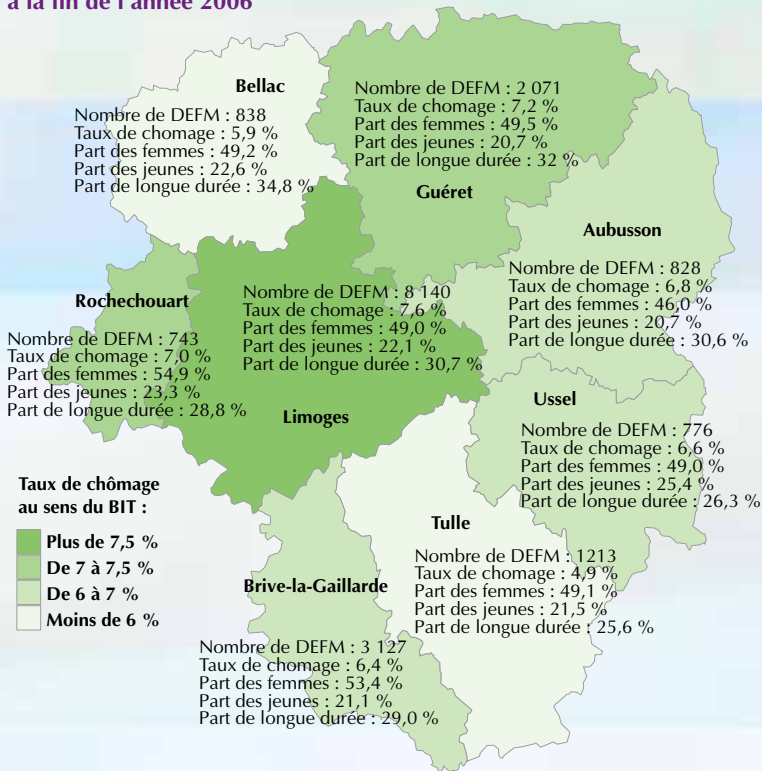 à la fin de l'année 2006
Bellac
Nombre de DEFM : 838
Taux de chomage : 5,9 %
Part des femmes : 49,2 %
Part des jeunes : 22,6 %
Part de longue durée : 34,8 %
Nombre de DEFM : 2 071
Taux de chomage : 7,2 %
Part des femmes : 49,5 %
Part des jeunes : 20,7 %
Part de longue durée : 32 %
Guéret
Aubusson
Nombre de DEFM : 828
Taux de chomage : 6,8 %
Part des femmes : 46,0 %
Part des jeunes : 20,7 %
Part de longue durée : 30,6 %
Rochechouart
Nombre de DEFM : 743
Taux de chomage : 7,0 %
Part des femmes : 54,9 %
Part des jeunes : 23,3 %
Part de longue durée : 28,8 %
Nombre de DEFM : 8 140
Taux de chomage : 7,6 %
Part des femmes : 49,0 %
Part des jeunes : 22,1 %
Part de longue durée : 30,7 %
Limoges
Ussel
Nombre de DEFM : 776
Taux de chomage : 6,6 %
Part des femmes : 49,0 %
Part des jeunes : 25,4 %
Part de longue durée : 26,3 %
Taux de chômage
au sens du BIT :
Plus de 7,5 %
De 7 à 7,5 %
De 6 à 7 %
Moins de 6 %
Tulle
Nombre de DEFM : 1213
Taux de chomage : 4,9 %
Part des femmes : 49,1 %
Part des jeunes : 21,5 %
Part de longue durée : 25,6 %
Brive-la-Gaillarde
Nombre de DEFM : 3 127
Taux de chomage : 6,4 %
Part des femmes : 53,4 %
Part des jeunes : 21,1 %
Part de longue durée : 29,0 %